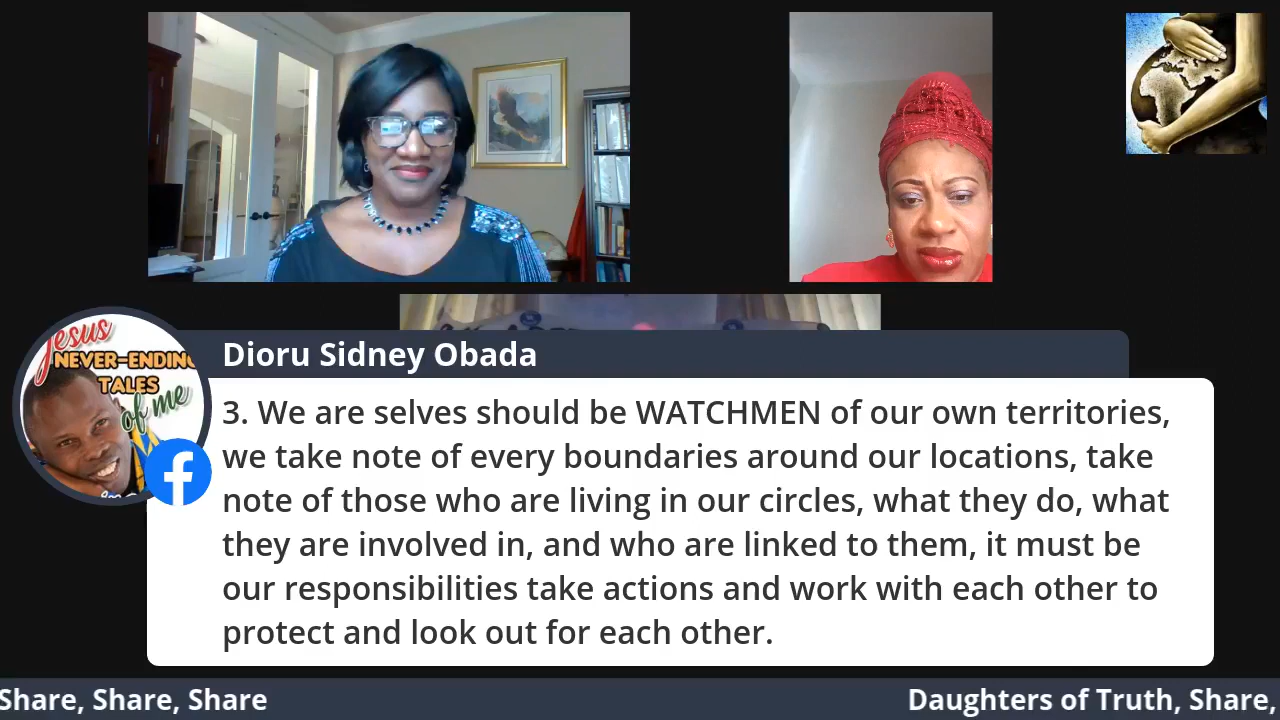 Jesus
NEVER-ENDING
TALES
of me
Dioru Sidney Obada
3. We are selves should be WATCHMEN of our own territories,
we take note of every boundaries around our locations, take
note of those who are living in our circles, what they do, what
they are involved in, and who are linked to them, it must be
our responsibilities take actions and work with each other to
protect and look out for each other.
Share, Share, Share
Daughters of Truth, Share,